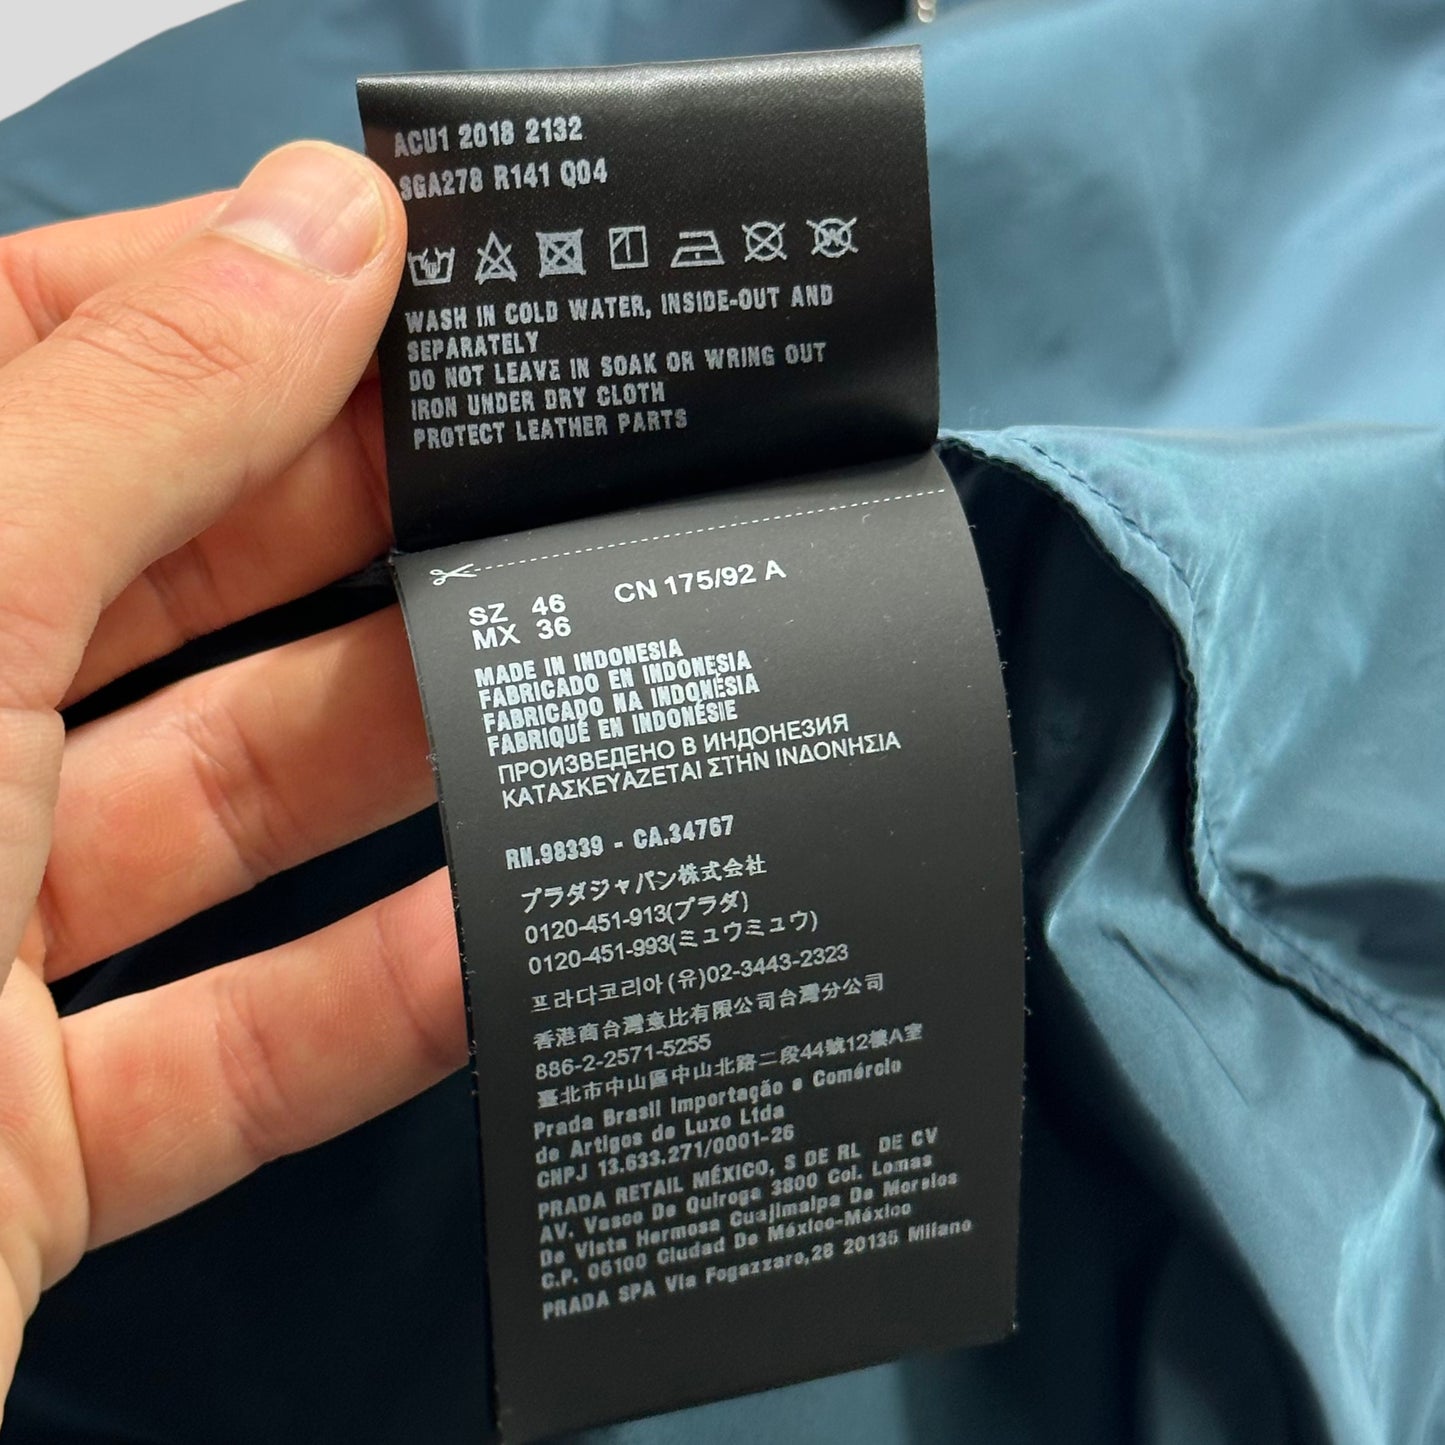 ACU1 2018 2132
SGA278 R141 Q04
WASH IN COLD WATER, INSIDE-OUT AND
SEPARATELY
DO NOT LEAVE IN SOAK OR WRING OUT
IRON UNDER DRY CLOTH
PROTECT LEATHER PARTS
SZ 46 CN 175/92 A
MX 36
MADE IN INDONESIA
FABRICADO EN INDONESIA
FABRICADO NA INDONÉSIA
FABRIQUÉ EN INDONÉSIE
ПРОИЗВЕДЕНО В ИНДОНЕЗИЯ
ΚΑΤΑΣΚΕΥΑΖΕΤΑΙ ΣΤΗΝ ΙΝΔΟΝΗΣΙΑ
RN.98339 - CA.34767
プラダジャパン株式会社
0120-451-913(プラダ)
0120-451-993(ミュウミュウ)
프라다코리아(유)02-3443-2323
香港商台灣意比有限公司台灣分公司
886-2-2571-5255
臺北市中山區中山北路二段44號12樓A室
Prada Brasil Importação e Comércio
de Artigos de Luxo Ltda
CNPJ 13.633.271/0001-26
PRADA RETAIL MÉXICO, S DE RL DE CV
AV. Vasco De Quiroga 3800 Col. Lomas
De Vista Hermosa Cuajimalpa De Morelos
C.P. 05100 Ciudad De México-México
PRADA SPA Via Fogazzaro,28 20135 Milano